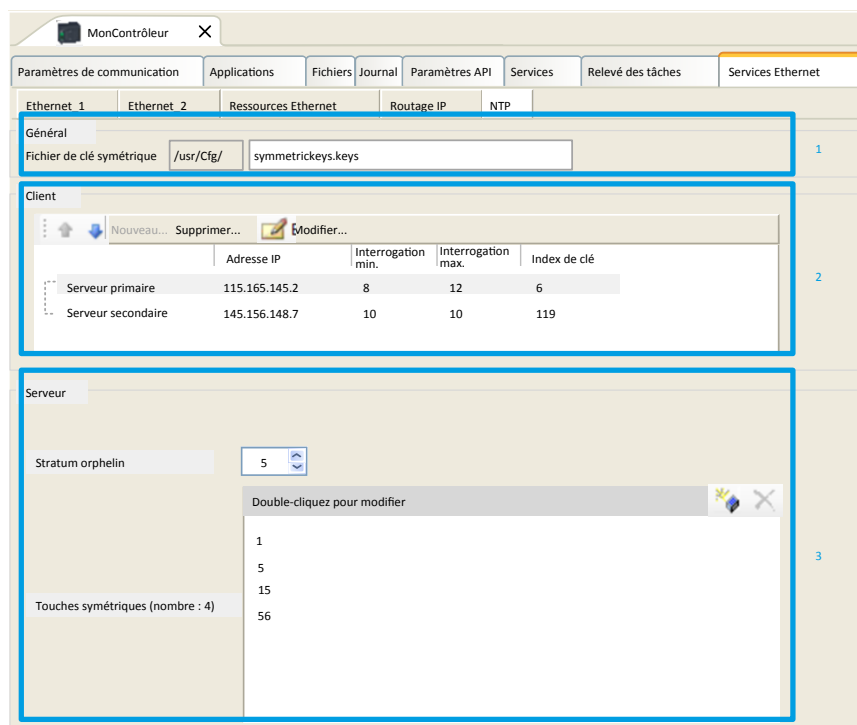 MonContrôleur
Paramètres de communication Applications Fichiers Journal Paramètres API Services Relevé des tâches Services Ethernet
Ethernet_1 Ethernet_2 Ressources Ethernet Routage IP NTP
Général
Fichier de clé symétrique /usr/Cfg/ symmetrickeys.keys
1
Client
Nouveau... Supprimer... Modifier...
Adresse IP Interrogation min. Interrogation max. Index de clé
Serveur primaire 115.165.145.2 8 12 6
2
Serveur secondaire 145.156.148.7 10 10 119
Serveur
Stratum orphelin 5
Double-cliquez pour modifier
1
3
5
15
Touches symétriques (nombre : 4)
56